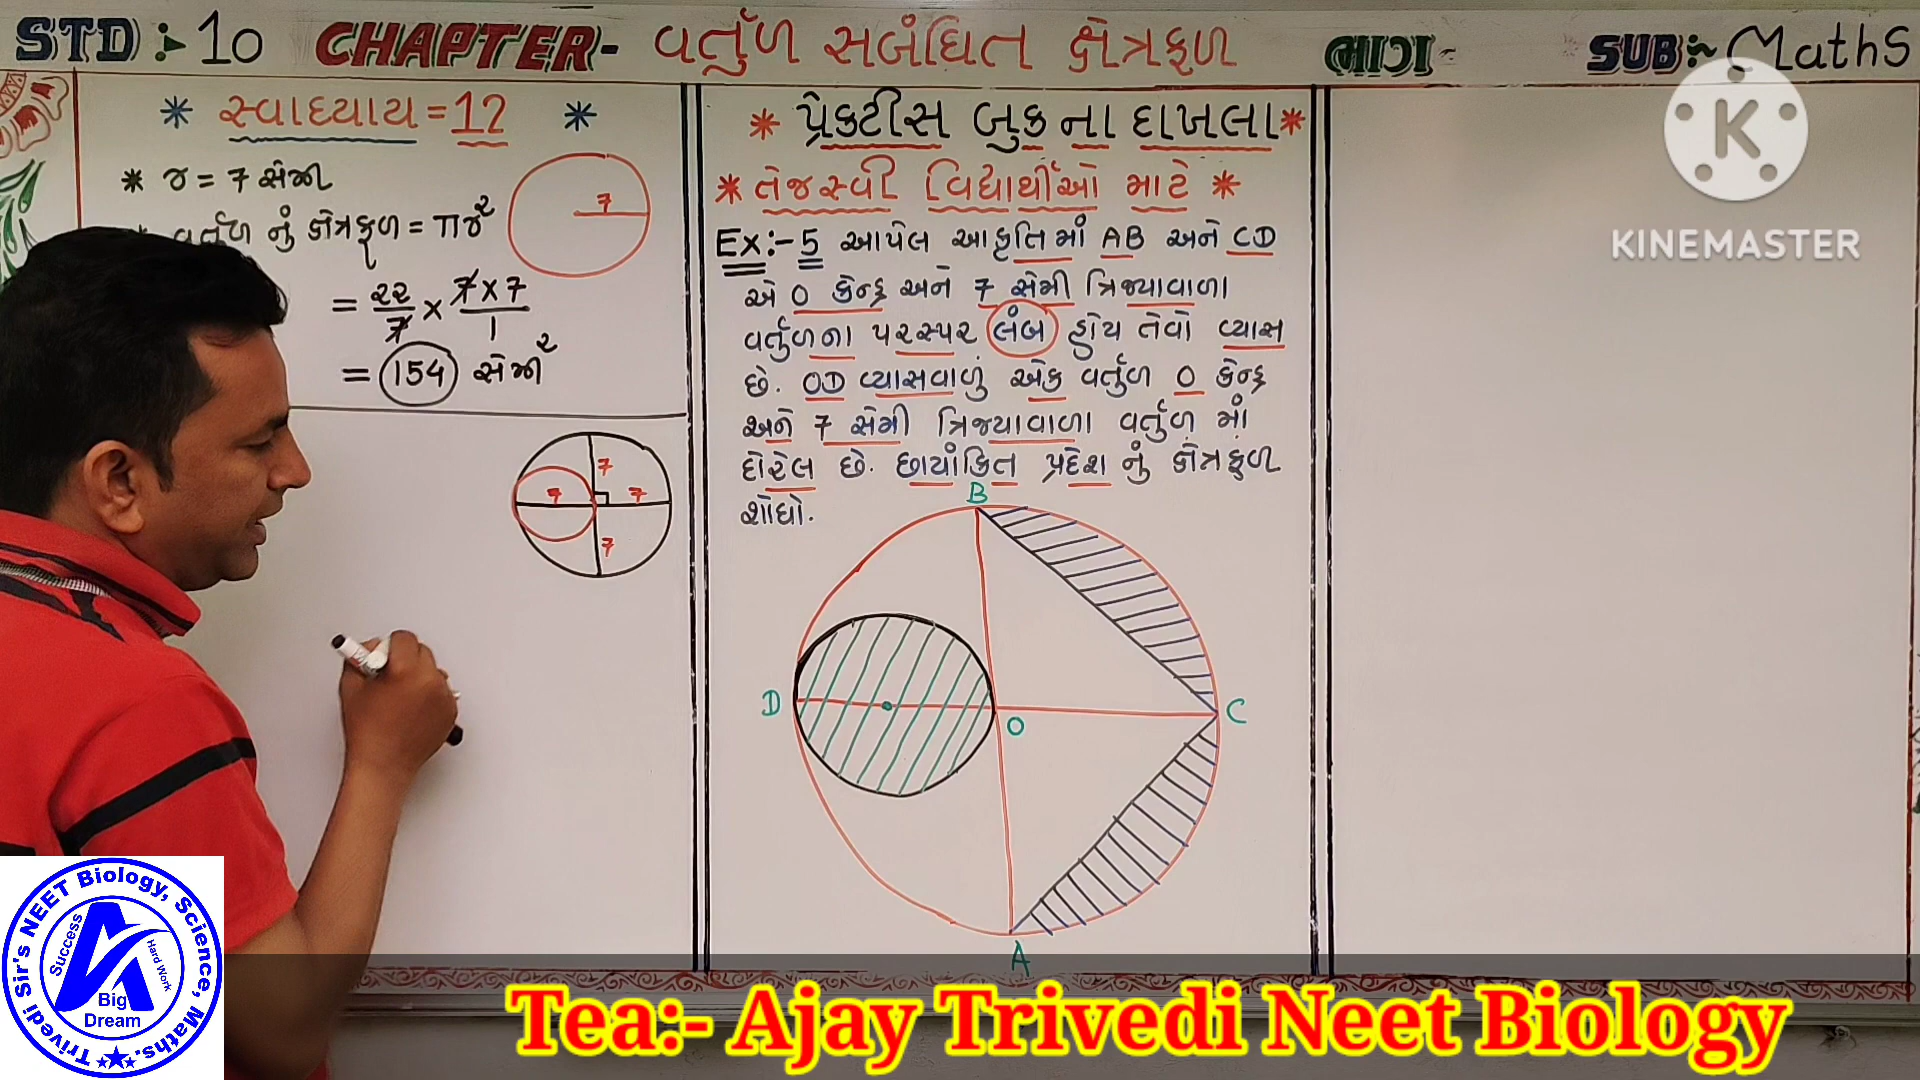 STD :- 10 CHAPTER- વર્તુળ સબંધિત ક્ષેત્રફળ ભાગ- SUB:- Maths
* સ્વાધ્યાય = 12 *
* r = 7 સેમી
વર્તુળ નું ક્ષેત્રફળ = πr²
= 22/7 × 7×7/1
= 154 સેમી²
7
7
7
7
7
* પ્રેકટીસ બુક ના દાખલા *
* તેજસ્વી વિદ્યાર્થીઓ માટે *
Ex:- 5 આપેલ આકૃતિમાં AB અને CD
એ O કેન્દ્ર અને 7 સેમી ત્રિજ્યાવાળા
વર્તુળના પરસ્પર લંબ હોય તેવો વ્યાસ
છે. OD વ્યાસવાળું એક વર્તુળ O કેન્દ્ર
અને 7 સેમી ત્રિજ્યાવાળા વર્તુળ માં
દોરેલ છે. છાયાંકિત પ્રદેશ નું ક્ષેત્રફળ
શોધો.
B
D
O
C
A
K
KINEMASTER
Trivedi Sir's NEET Biology, Science, Maths.
Success
Hard Work
Big
Dream
Tea:- Ajay Trivedi Neet Biology